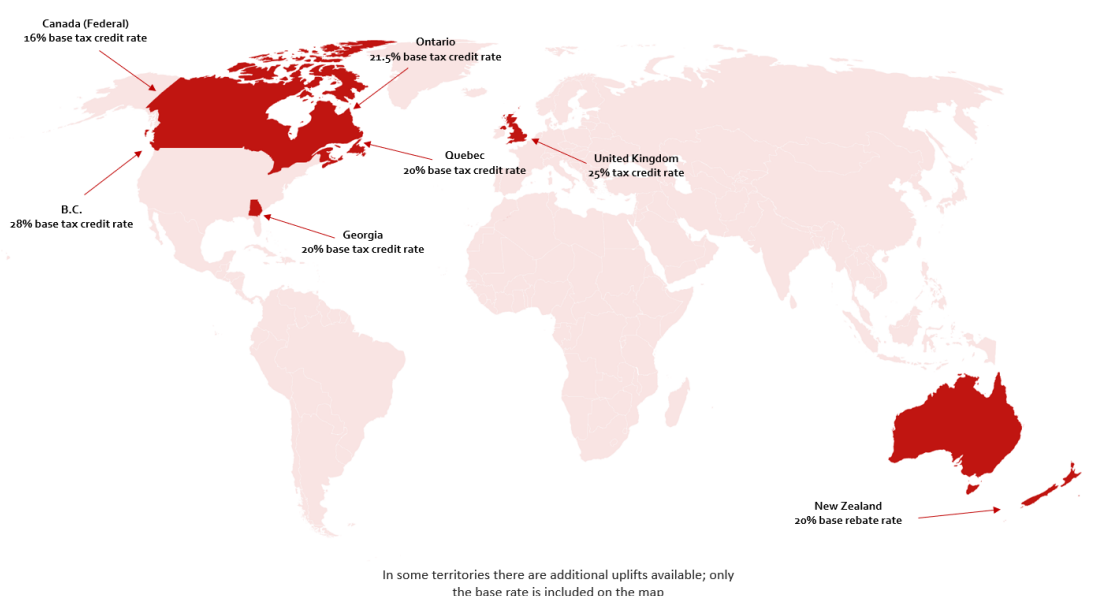 Canada (Federal)
16% base tax credit rate
Ontario
21.5% base tax credit rate
Quebec
20% base tax credit rate
United Kingdom
25% tax credit rate
B.C.
28% base tax credit rate
Georgia
20% base tax credit rate
New Zealand
20% base rebate rate
In some territories there are additional uplifts available; only
the base rate is included on the map